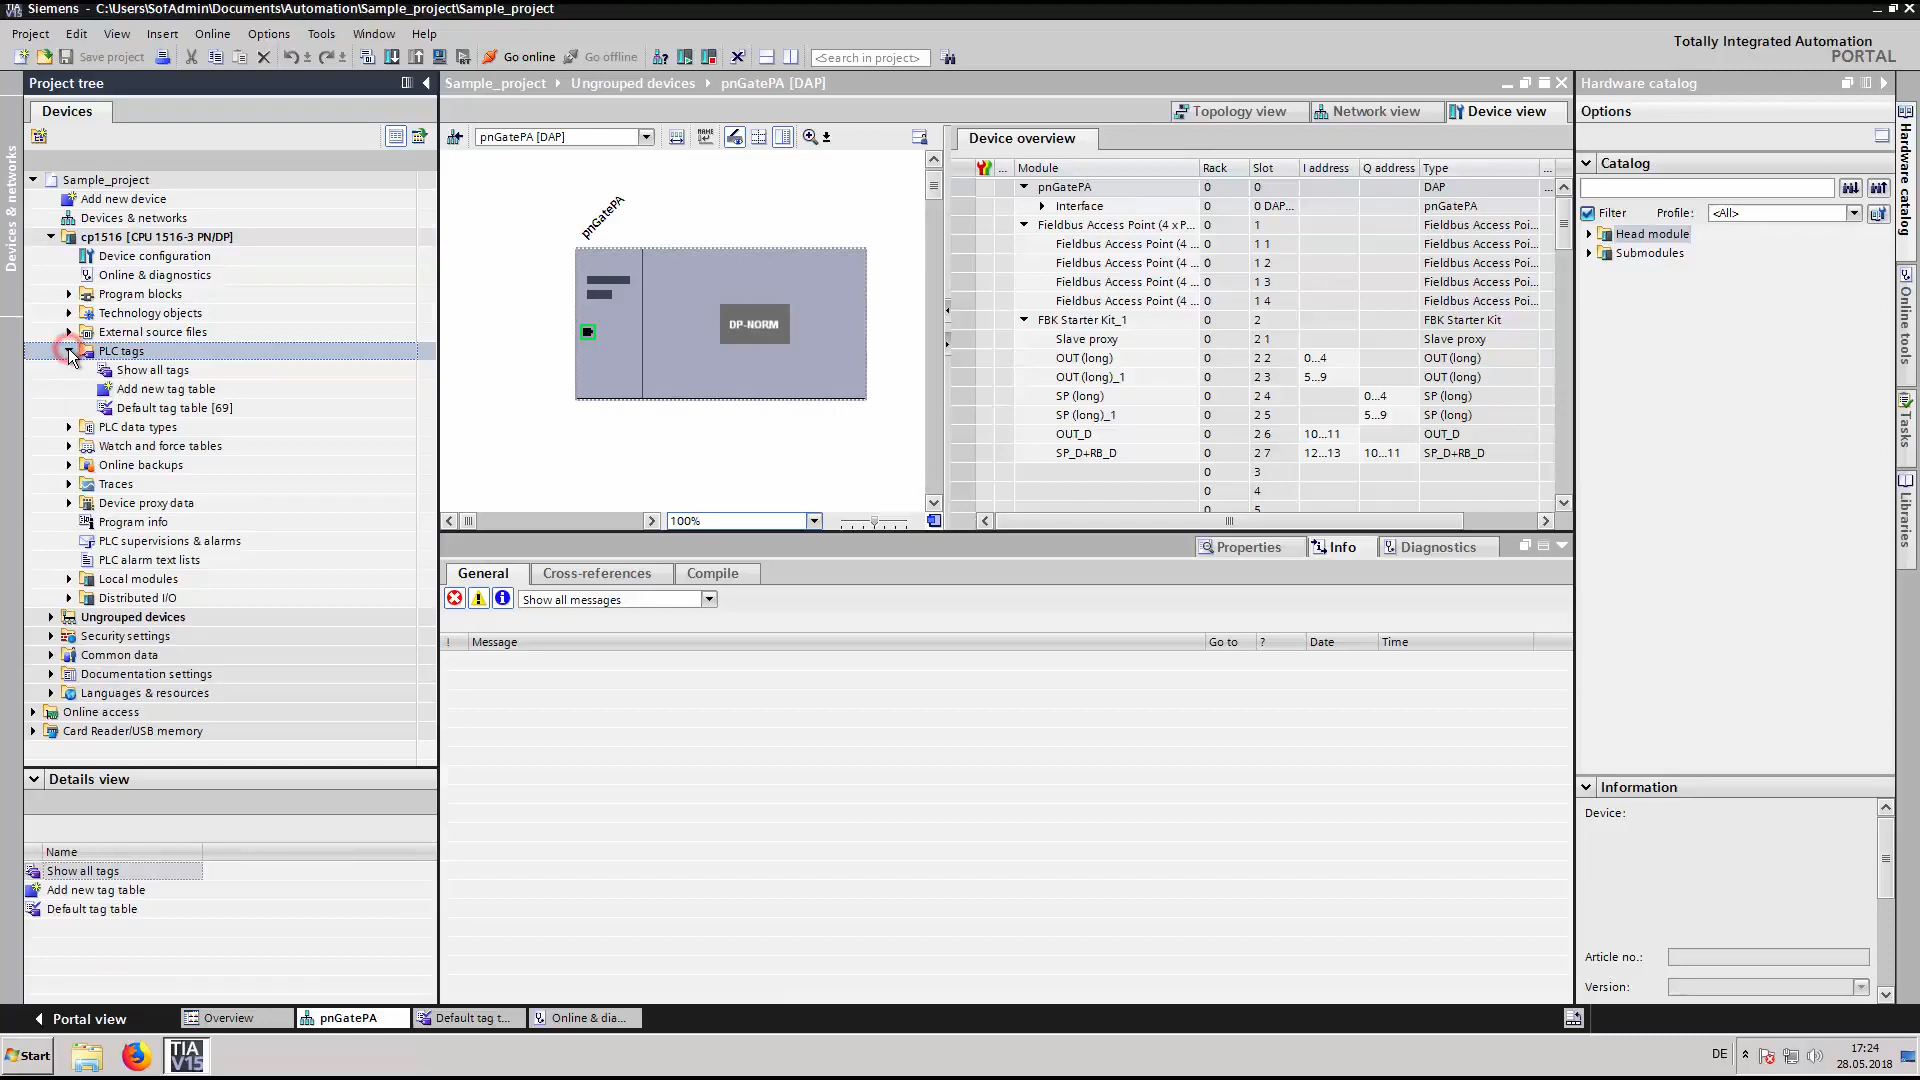 TIA V15 Siemens - C:\Users\SofAdmin\Documents\Automation\Sample_project\Sample_project
Project Edit View Insert Online Options Tools Window Help
Totally Integrated Automation
PORTAL
Save project Go online Go offline <Search in project>
Project tree
Devices
Devices & networks
Sample_project
Add new device
Devices & networks
cp1516 [CPU 1516-3 PN/DP]
Device configuration
Online & diagnostics
Program blocks
Technology objects
External source files
PLC tags
Show all tags
Add new tag table
Default tag table [69]
PLC data types
Watch and force tables
Online backups
Traces
Device proxy data
Program info
PLC supervisions & alarms
PLC alarm text lists
Local modules
Distributed I/O
Ungrouped devices
Security settings
Common data
Documentation settings
Languages & resources
Online access
Card Reader/USB memory
Details view
Name
Show all tags
Add new tag table
Default tag table
Sample_project Ungrouped devices pnGatePA [DAP]
Topology view Network view Device view
pnGatePA [DAP]
pnGatePA
DP-NORM
100%
Device overview
... Module Rack Slot I address Q address Type ...
pnGatePA 0 0 DAP ...
Interface 0 0 DAP... pnGatePA
Fieldbus Access Point (4 x P... 0 1 Fieldbus Access Poi...
Fieldbus Access Point (4 ... 0 1 1 Fieldbus Access Poi...
Fieldbus Access Point (4 ... 0 1 2 Fieldbus Access Poi...
Fieldbus Access Point (4 ... 0 1 3 Fieldbus Access Poi...
Fieldbus Access Point (4 ... 0 1 4 Fieldbus Access Poi...
FBK Starter Kit_1 0 2 FBK Starter Kit
Slave proxy 0 2 1 Slave proxy
OUT (long) 0 2 2 0...4 OUT (long)
OUT (long)_1 0 2 3 5...9 OUT (long)
SP (long) 0 2 4 0...4 SP (long)
SP (long)_1 0 2 5 5...9 SP (long)
OUT_D 0 2 6 10...11 OUT_D
SP_D+RB_D 0 2 7 12...13 10...11 SP_D+RB_D
0 3
0 4
0 5
Properties Info Diagnostics
General Cross-references Compile
Show all messages
! Message Go to ? Date Time
Hardware catalog
Options
Catalog
Filter Profile: <All>
Head module
Submodules
Information
Device:
Article no.:
Version:
Hardware catalog
Online tools
Tasks
Libraries
Portal view Overview pnGatePA Default tag t... Online & dia...
Start TIA V15 DE 17:24
28.05.2018